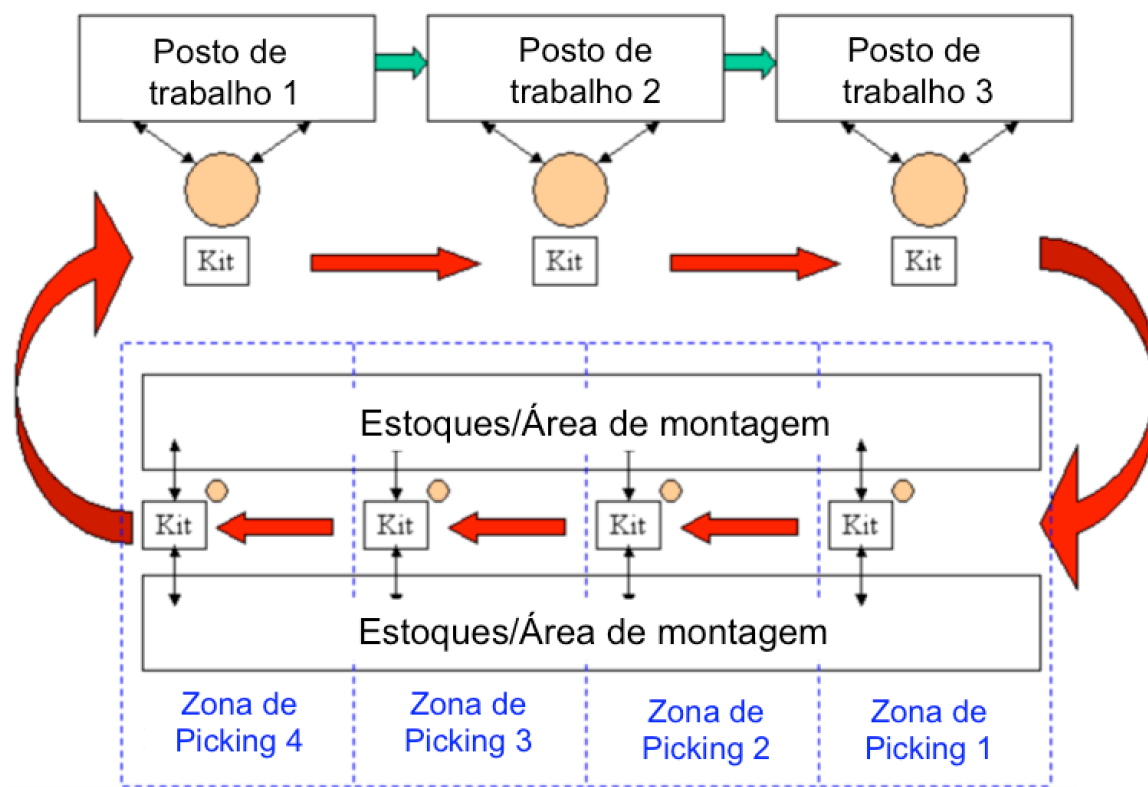 Posto de
trabalho 1
Posto de
trabalho 2
Posto de
trabalho 3
Kit
Kit
Kit
Estoques/Área de montagem
Kit
Kit
Kit
Kit
Estoques/Área de montagem
Zona de
Picking 4
Zona de
Picking 3
Zona de
Picking 2
Zona de
Picking 1